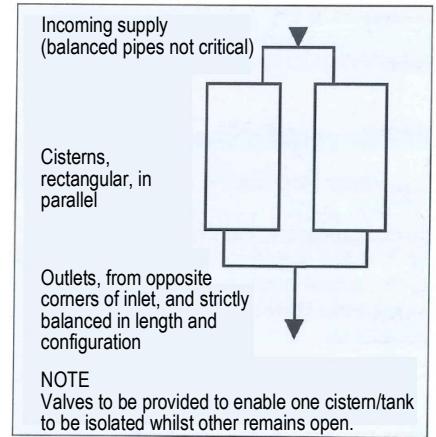 Incoming supply
(balanced pipes not critical)
Cisterns,
rectangular, in
parallel
Outlets, from opposite
corners of inlet, and strictly
balanced in length and
configuration
NOTE
Valves to be provided to enable one cistern/tank
to be isolated whilst other remains open.